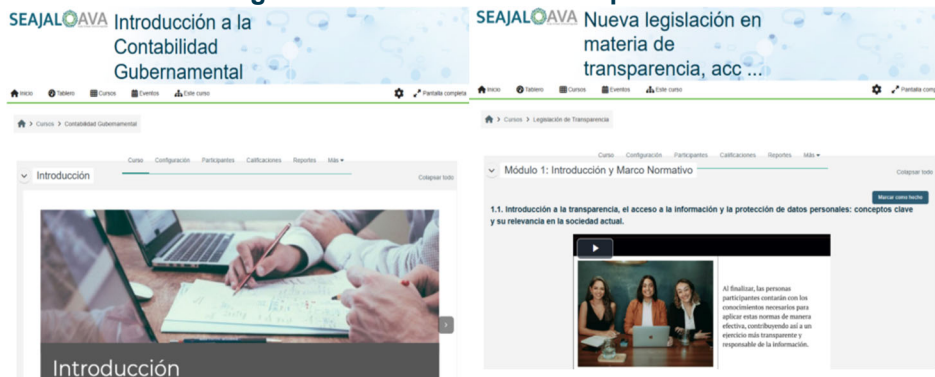 SEAJAL AVA
Introducción a la
Contabilidad
Gubernamental
Inicio Tablero Cursos Eventos Este curso Pantalla completa
> Cursos > Contabilidad Gubernamental
Curso Configuración Participantes Calificaciones Reportes Más
Introducción
Colapsar todo
Introducción
SEAJAL AVA
Nueva legislación en
materia de
transparencia, acc ...
Inicio Tablero Cursos Eventos Este curso Pantalla comp
> Cursos > Legislación de Transparencia
Curso Configuración Participantes Calificaciones Reportes Más
Módulo 1: Introducción y Marco Normativo
Colapsar todo
Marcar como hecho
1.1. Introducción a la transparencia, el acceso a la información y la protección de datos personales: conceptos clave
y su relevancia en la sociedad actual.
Al finalizar, las personas
participantes contarán con los
conocimientos necesarios para
aplicar estas normas de manera
efectiva, contribuyendo así a un
ejercicio más transparente y
responsable de la información.